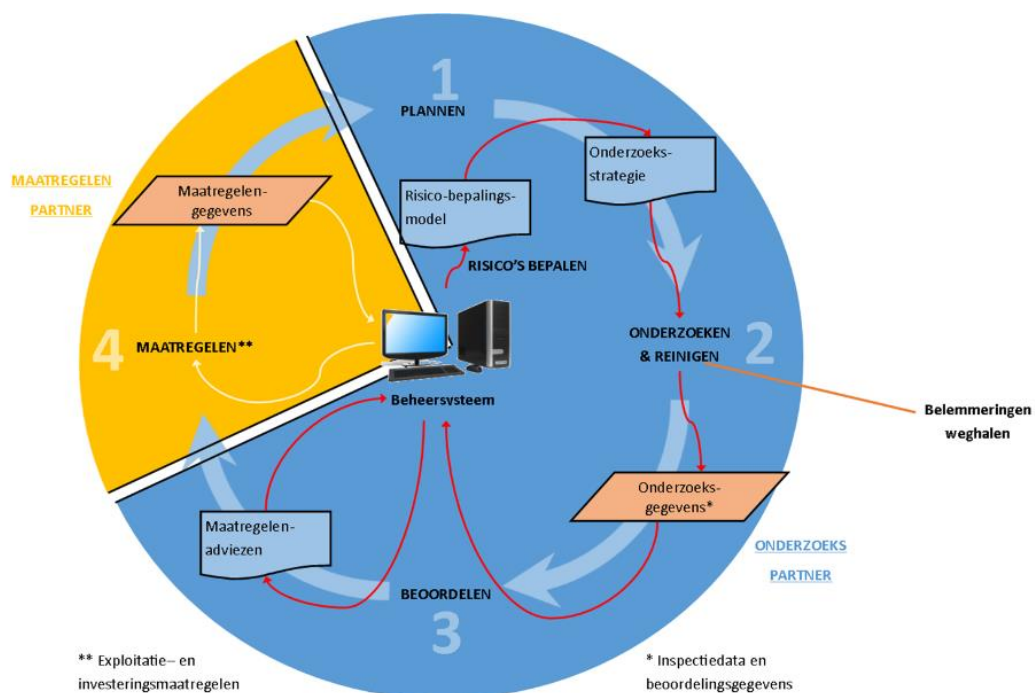 1
PLANNEN
Onderzoeks-
strategie
MAATREGELEN
PARTNER
Maatregelen-
gegevens
Risico-bepalings-
model
RISICO'S BEPALEN
4
MAATREGELEN**
ONDERZOEKEN
& REINIGEN
2
Beheersysteem
Belemmeringen
weghalen
Onderzoeks-
gegevens*
Maatregelen-
adviezen
ONDERZOEKS
PARTNER
BEOORDELEN
3
** Exploitatie– en
investeringsmaatregelen
* Inspectiedata en
beoordelingsgegevens